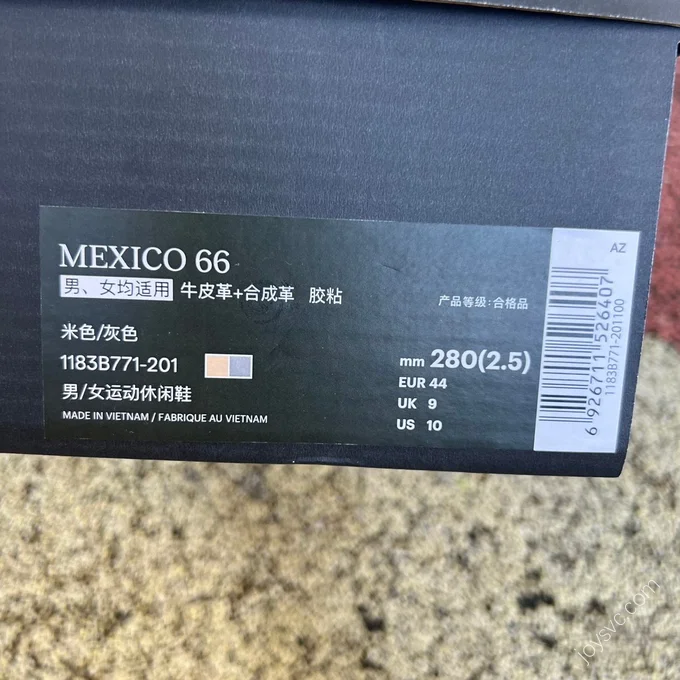 MEXICO 66
男、女均适用 牛皮革+合成革 胶粘
产品等级:合格品
米色/灰色
1183B771-201
男/女运动休闲鞋
MADE IN VIETNAM / FABRIQUE AU VIETNAM
mm 280(2.5)
EUR 44
UK 9
US 10
AZ
6 926711 526407
1183B771-201100
joysvc.com